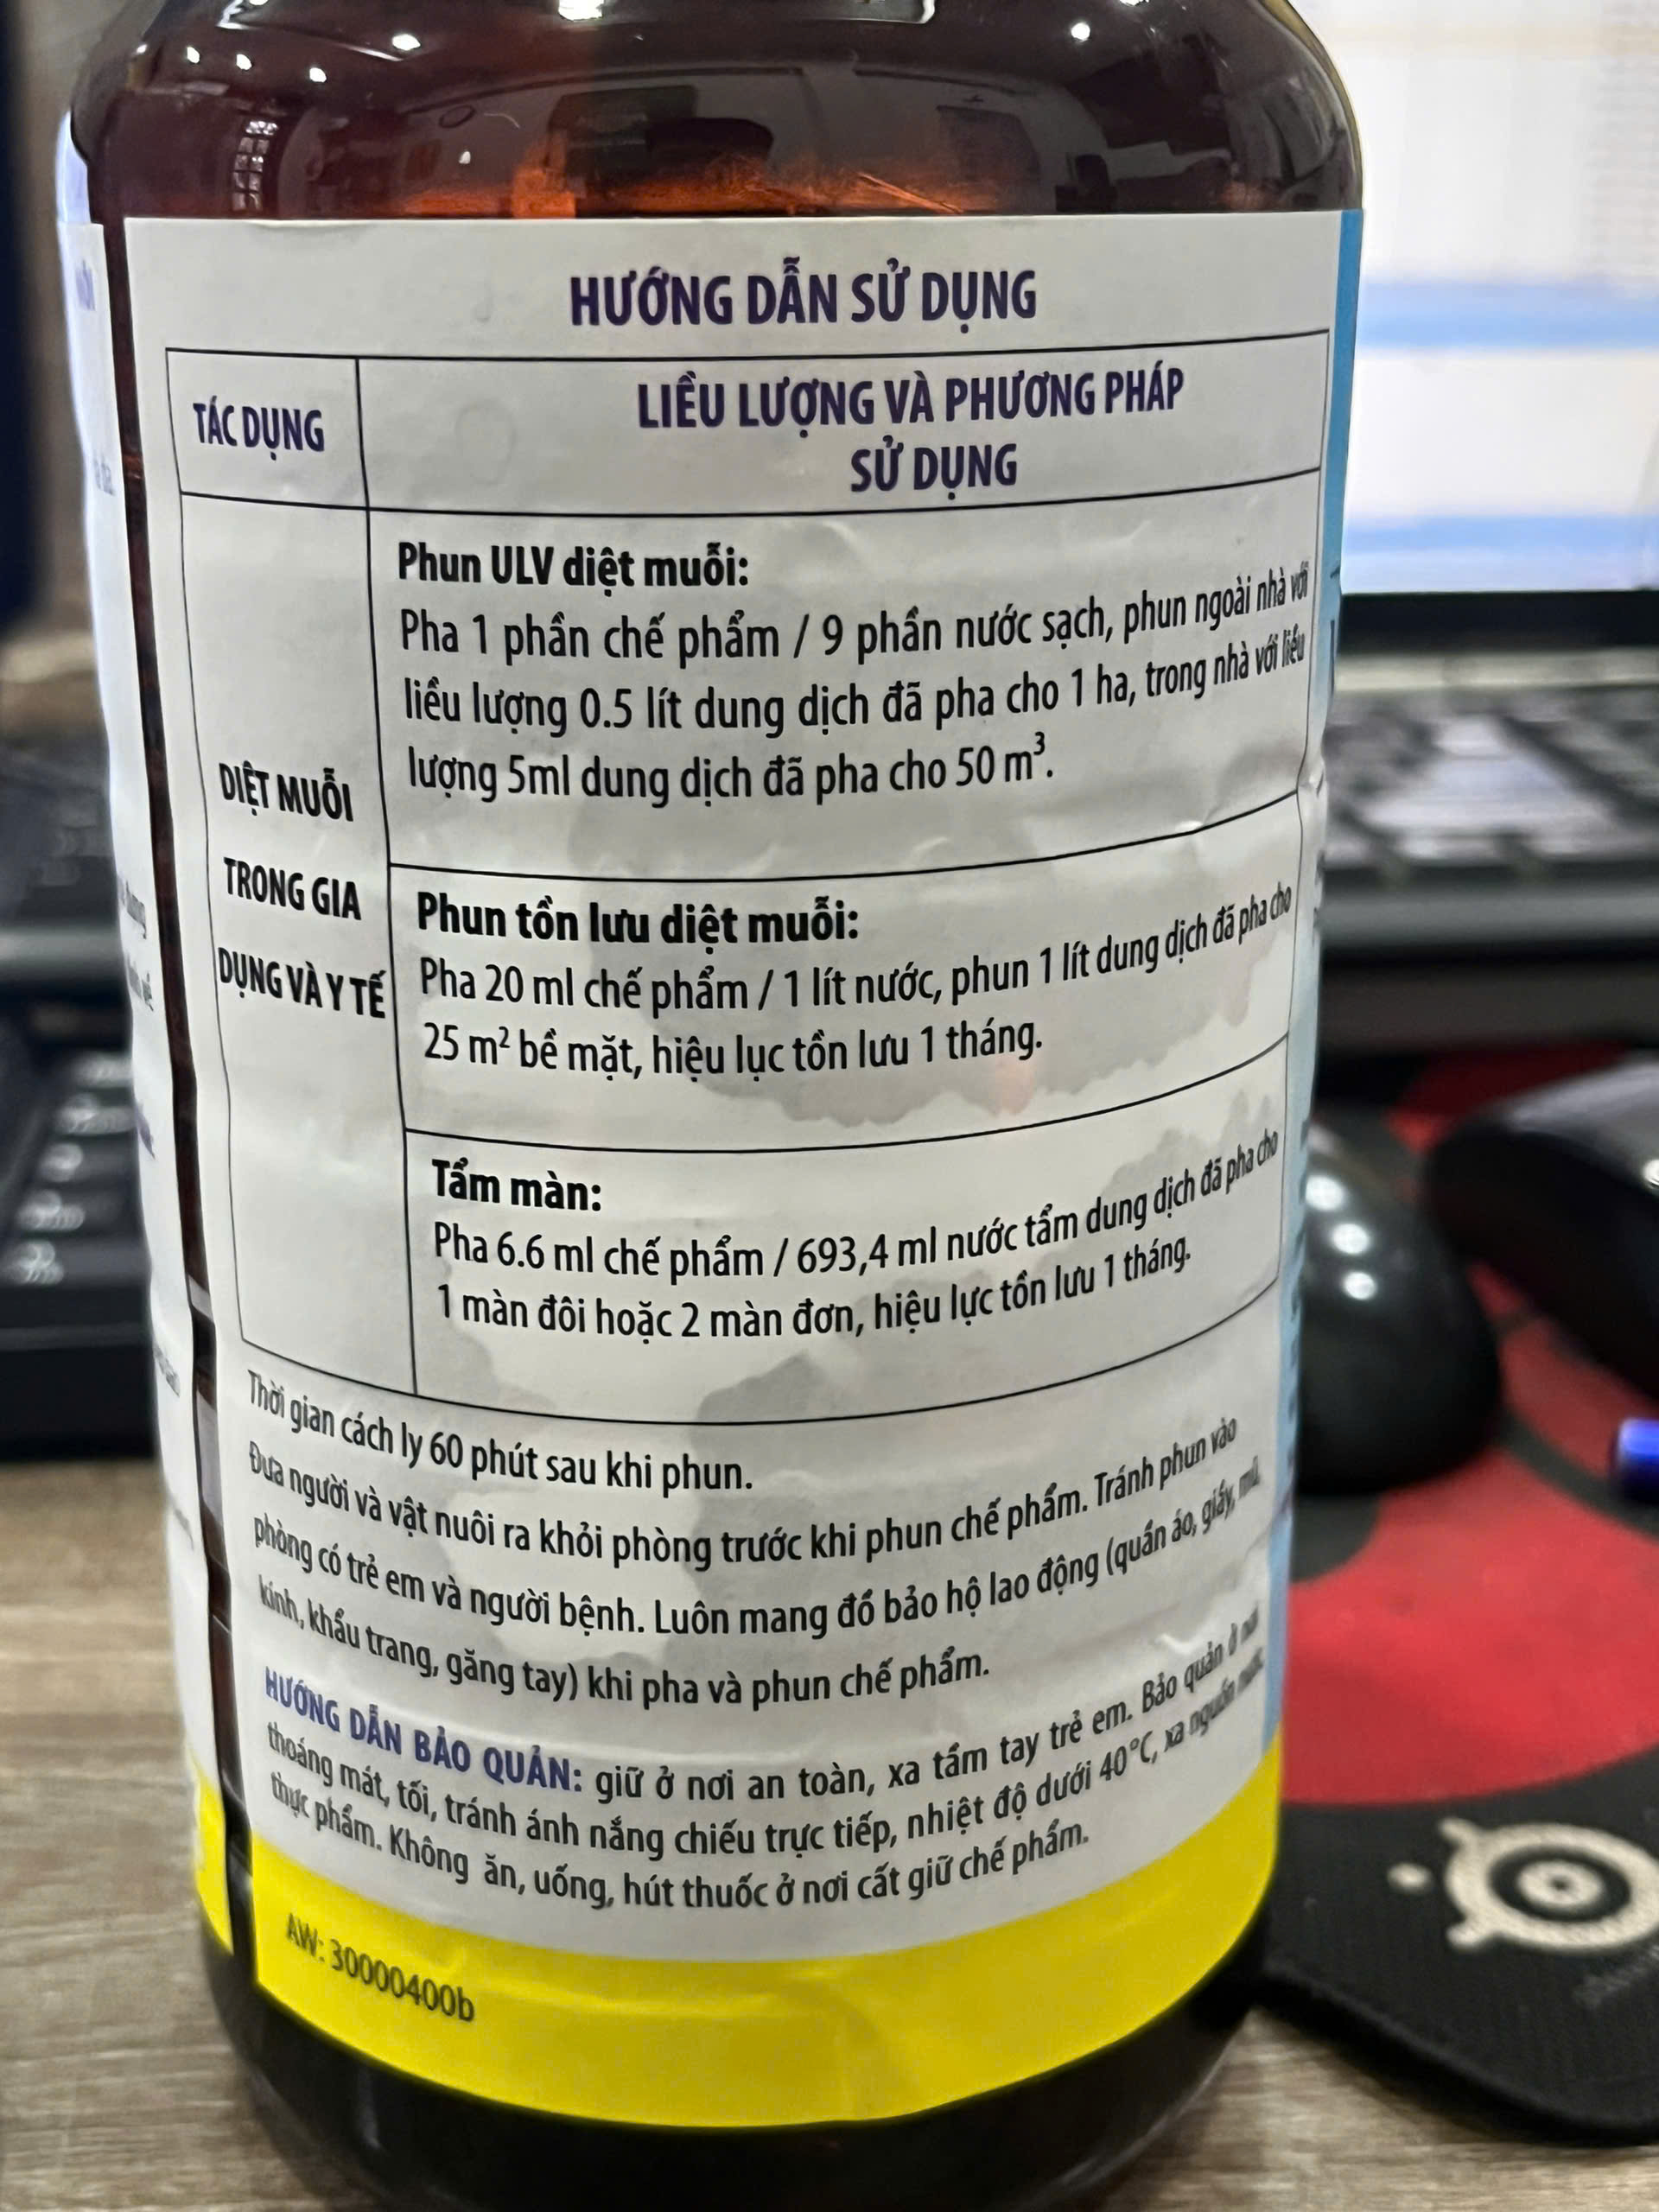 HƯỚNG DẪN SỬ DỤNG
TÁC DỤNG
LIỀU LƯỢNG VÀ PHƯƠNG PHÁP
SỬ DỤNG
DIỆT MUỖI
TRONG GIA
DỤNG VÀ Y TẾ
Phun ULV diệt muỗi:
Pha 1 phần chế phẩm / 9 phần nước sạch, phun ngoài nhà với
liều lượng 0.5 lít dung dịch đã pha cho 1 ha, trong nhà với liều
lượng 5ml dung dịch đã pha cho 50 m³.
Phun tồn lưu diệt muỗi:
Pha 20 ml chế phẩm / 1 lít nước, phun 1 lít dung dịch đã pha cho
25 m² bề mặt, hiệu lục tồn lưu 1 tháng.
Tẩm màn:
Pha 6.6 ml chế phẩm / 693,4 ml nước tẩm dung dịch đã pha cho
1 màn đôi hoặc 2 màn đơn, hiệu lực tồn lưu 1 tháng.
Thời gian cách ly 60 phút sau khi phun.
Đưa người và vật nuôi ra khỏi phòng trước khi phun chế phẩm. Tránh phun vào
phòng có trẻ em và người bệnh. Luôn mang đồ bảo hộ lao động (quần áo, giầy, mũ,
kính, khẩu trang, găng tay) khi pha và phun chế phẩm.
HƯỚNG DẪN BẢO QUẢN: giữ ở nơi an toàn, xa tầm tay trẻ em. Bảo quản ở nơi
thoáng mát, tối, tránh ánh nắng chiếu trực tiếp, nhiệt độ dưới 40°C, xa nguồn nước,
thực phẩm. Không ăn, uống, hút thuốc ở nơi cất giữ chế phẩm.
AW: 30000400b